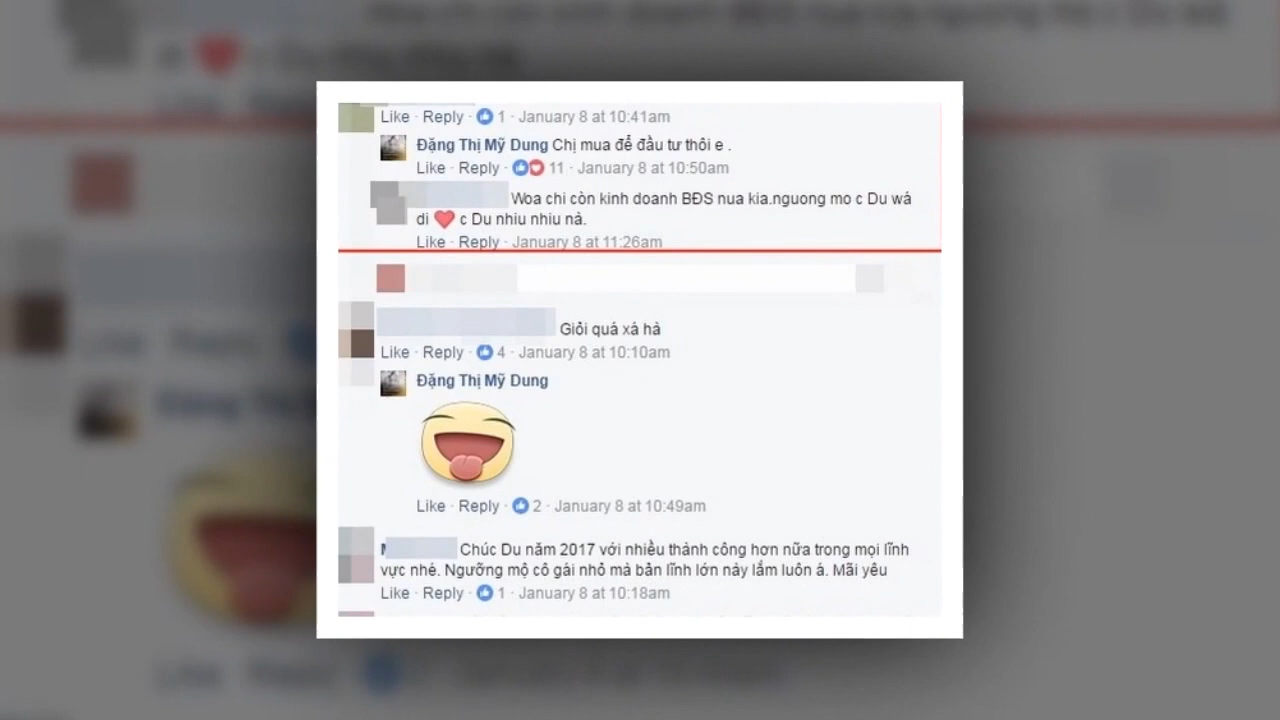 Like · Reply · 1 · January 8 at 10:41am
Đặng Thị Mỹ Dung Chị mua để đầu tư thôi e .
Like · Reply · 11 · January 8 at 10:50am
Woa chi còn kinh doanh BĐS nua kia.nguong mo c Du wá
di ❤ c Du nhiu nhiu nà.
Like · Reply · January 8 at 11:26am
Giỏi quá xá hà
Like · Reply · 4 · January 8 at 10:10am
Đặng Thị Mỹ Dung
Like · Reply · 2 · January 8 at 10:49am
Chúc Du năm 2017 với nhiều thành công hơn nữa trong mọi lĩnh
vực nhé. Ngưỡng mộ cô gái nhỏ mà bản lĩnh lớn này lắm luôn á. Mãi yêu
Like · Reply · 1 · January 8 at 10:18am